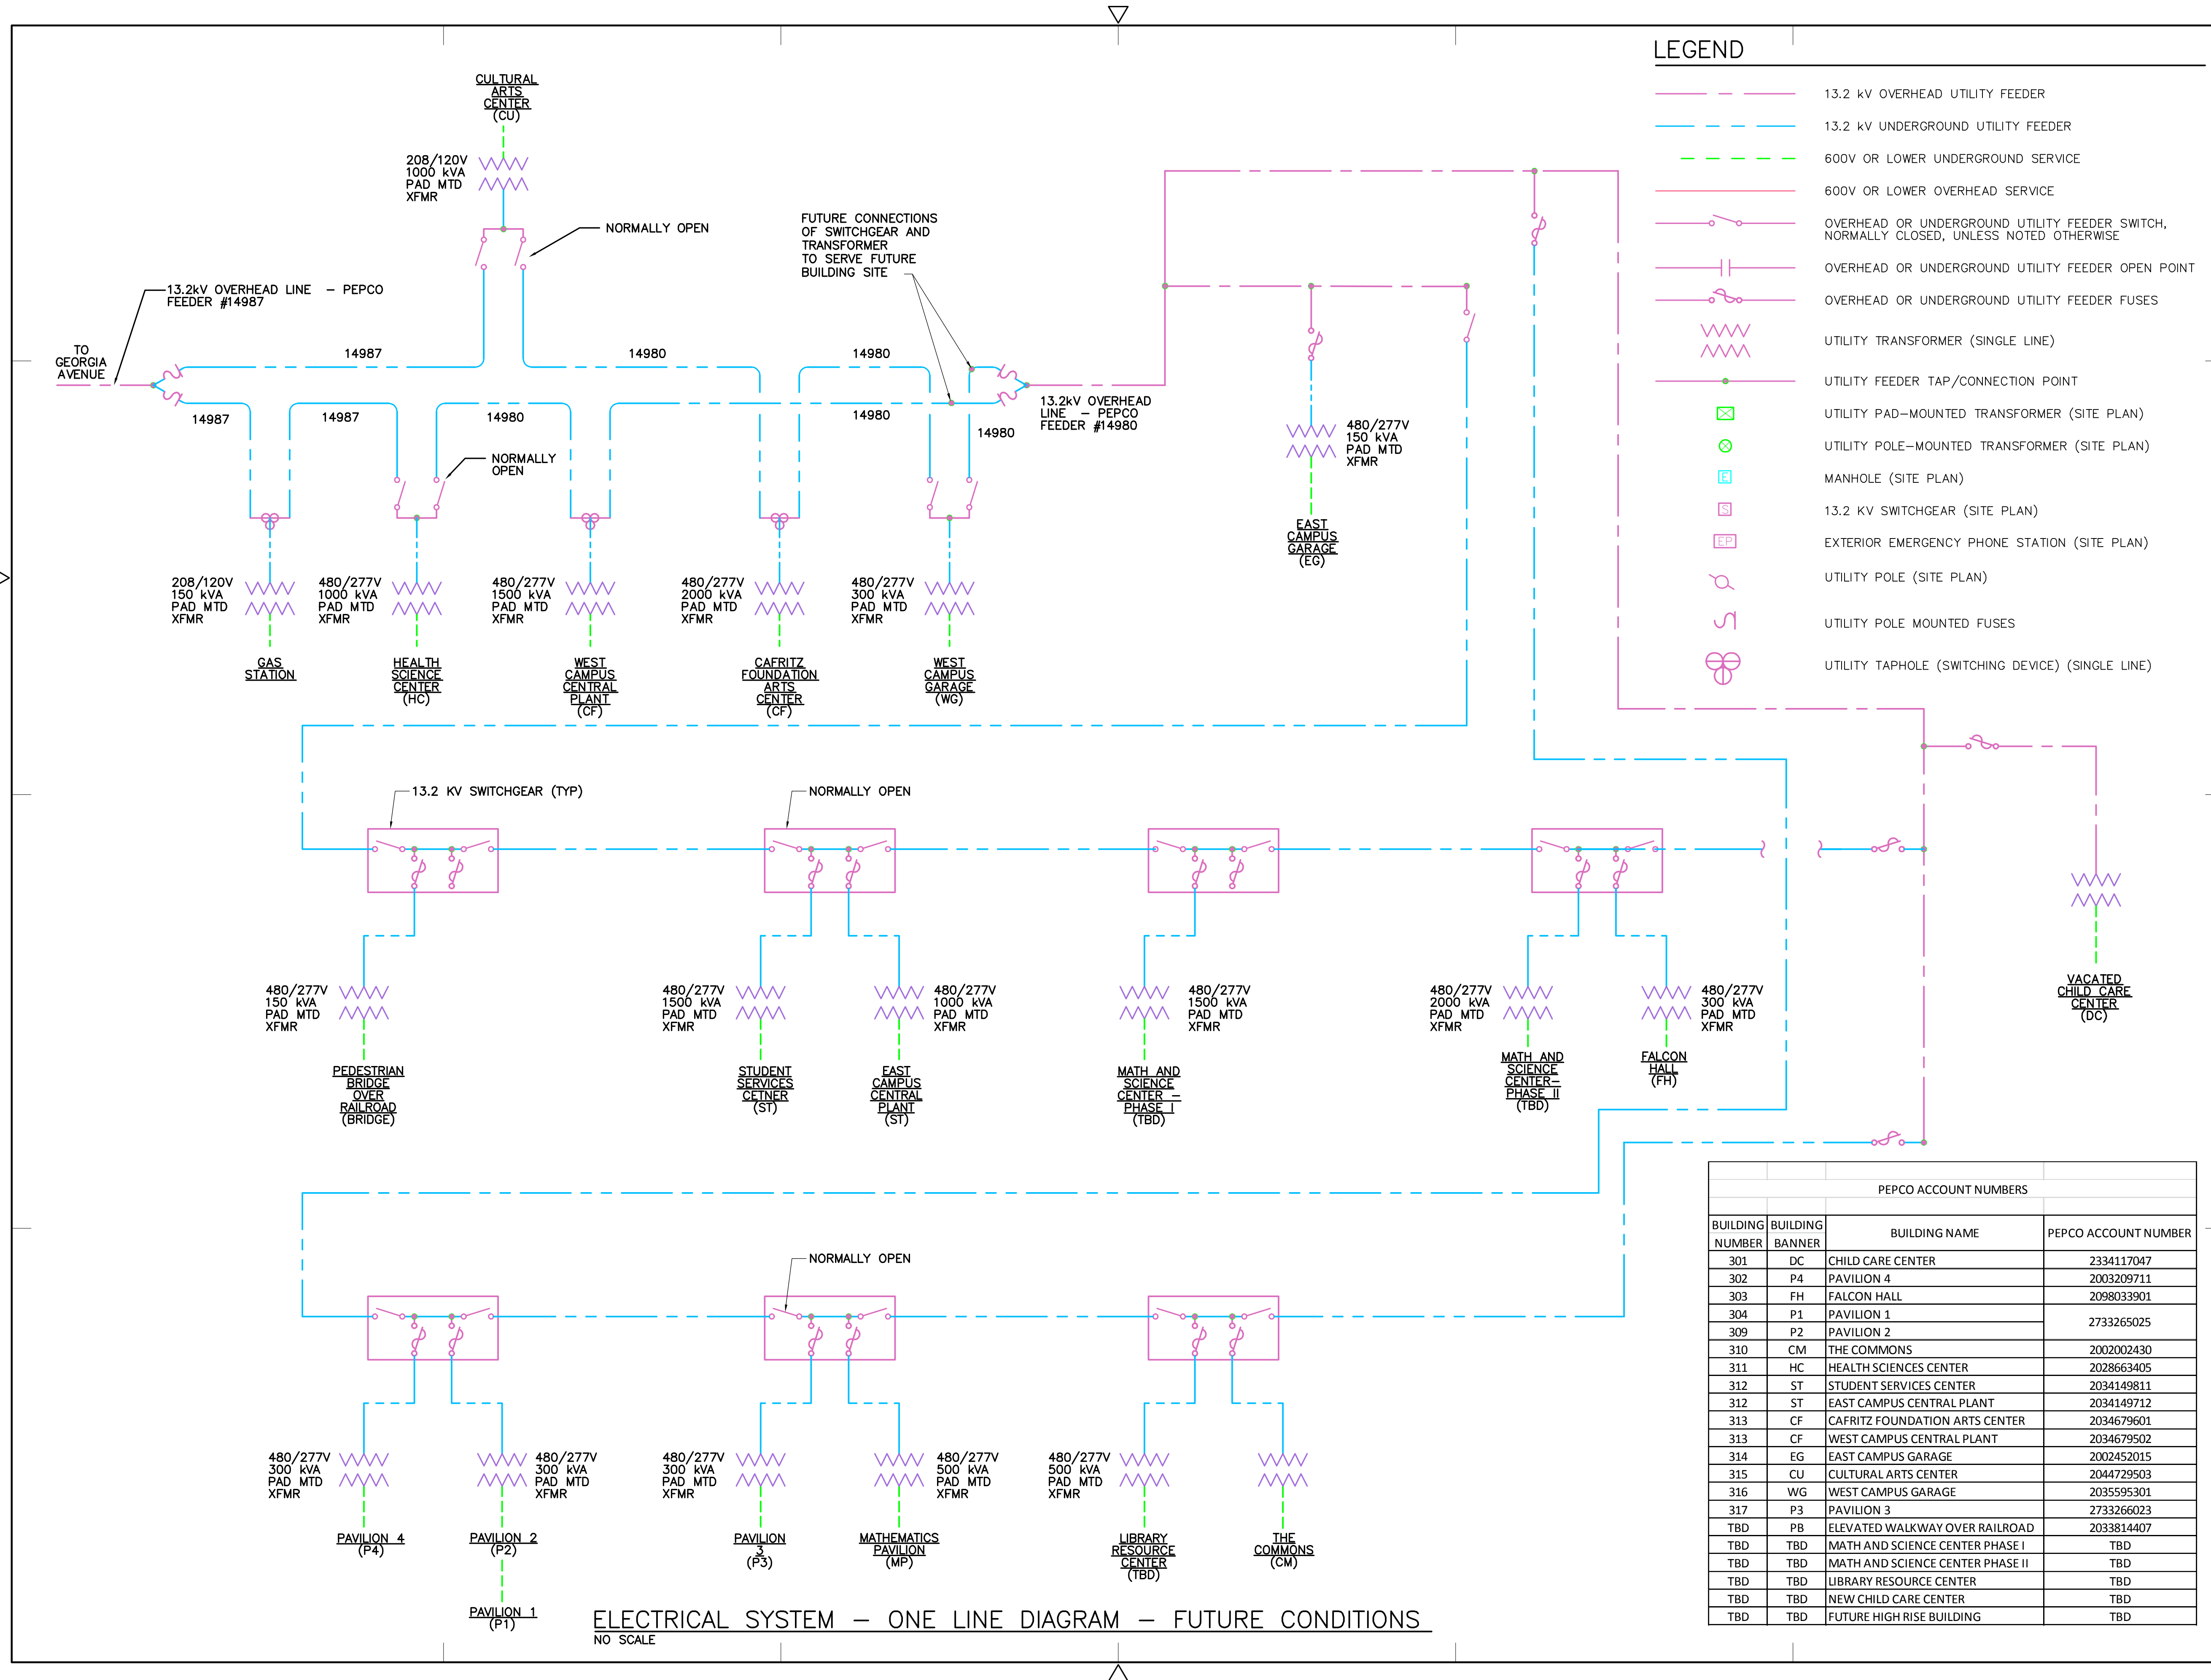 CULTURAL
ARTS
CENTER
(CU)
208/120V
1000 kVA
PAD MTD
XFMR
NORMALLY OPEN
FUTURE CONNECTIONS
OF SWITCHGEAR AND
TRANSFORMER
TO SERVE FUTURE
BUILDING SITE
13.2kV OVERHEAD LINE – PEPCO
FEEDER #14987
TO
GEORGIA
AVENUE
14987
14980
14980
14987
14987
14980
14980
14980
13.2kV OVERHEAD
LINE – PEPCO
FEEDER #14980
NORMALLY
OPEN
480/277V
150 kVA
PAD MTD
XFMR
EAST
CAMPUS
GARAGE
(EG)
208/120V
150 kVA
PAD MTD
XFMR
GAS
STATION
480/277V
1000 kVA
PAD MTD
XFMR
HEALTH
SCIENCE
CENTER
(HC)
480/277V
1500 kVA
PAD MTD
XFMR
WEST
CAMPUS
CENTRAL
PLANT
(CF)
480/277V
2000 kVA
PAD MTD
XFMR
CAFRITZ
FOUNDATION
ARTS
CENTER
(CF)
480/277V
300 kVA
PAD MTD
XFMR
WEST
CAMPUS
GARAGE
(WG)
LEGEND
13.2 kV OVERHEAD UTILITY FEEDER
13.2 kV UNDERGROUND UTILITY FEEDER
600V OR LOWER UNDERGROUND SERVICE
600V OR LOWER OVERHEAD SERVICE
OVERHEAD OR UNDERGROUND UTILITY FEEDER SWITCH,
NORMALLY CLOSED, UNLESS NOTED OTHERWISE
OVERHEAD OR UNDERGROUND UTILITY FEEDER OPEN POINT
OVERHEAD OR UNDERGROUND UTILITY FEEDER FUSES
UTILITY TRANSFORMER (SINGLE LINE)
UTILITY FEEDER TAP/CONNECTION POINT
UTILITY PAD–MOUNTED TRANSFORMER (SITE PLAN)
UTILITY POLE–MOUNTED TRANSFORMER (SITE PLAN)
E MANHOLE (SITE PLAN)
S 13.2 KV SWITCHGEAR (SITE PLAN)
EP EXTERIOR EMERGENCY PHONE STATION (SITE PLAN)
UTILITY POLE (SITE PLAN)
UTILITY POLE MOUNTED FUSES
UTILITY TAPHOLE (SWITCHING DEVICE) (SINGLE LINE)
13.2 KV SWITCHGEAR (TYP)
NORMALLY OPEN
480/277V
150 kVA
PAD MTD
XFMR
PEDESTRIAN
BRIDGE
OVER
RAILROAD
(BRIDGE)
480/277V
1500 kVA
PAD MTD
XFMR
STUDENT
SERVICES
CETNER
(ST)
480/277V
1000 kVA
PAD MTD
XFMR
EAST
CAMPUS
CENTRAL
PLANT
(ST)
480/277V
1500 kVA
PAD MTD
XFMR
MATH AND
SCIENCE
CENTER –
PHASE I
(TBD)
480/277V
2000 kVA
PAD MTD
XFMR
MATH AND
SCIENCE
CENTER–
PHASE II
(TBD)
480/277V
300 kVA
PAD MTD
XFMR
FALCON
HALL
(FH)
VACATED
CHILD CARE
CENTER
(DC)
NORMALLY OPEN
480/277V
300 kVA
PAD MTD
XFMR
PAVILION 4
(P4)
480/277V
300 kVA
PAD MTD
XFMR
PAVILION 2
(P2)
PAVILION 1
(P1)
480/277V
300 kVA
PAD MTD
XFMR
PAVILION
3
(P3)
480/277V
500 kVA
PAD MTD
XFMR
MATHEMATICS
PAVILION
(MP)
480/277V
500 kVA
PAD MTD
XFMR
LIBRARY
RESOURCE
CENTER
(TBD)
THE
COMMONS
(CM)
PEPCO ACCOUNT NUMBERS
BUILDING NUMBER BUILDING BANNER BUILDING NAME PEPCO ACCOUNT NUMBER
301 DC CHILD CARE CENTER 2334117047
302 P4 PAVILION 4 2003209711
303 FH FALCON HALL 2098033901
304 P1 PAVILION 1 2733265025
309 P2 PAVILION 2
310 CM THE COMMONS 2002002430
311 HC HEALTH SCIENCES CENTER 2028663405
312 ST STUDENT SERVICES CENTER 2034149811
312 ST EAST CAMPUS CENTRAL PLANT 2034149712
313 CF CAFRITZ FOUNDATION ARTS CENTER 2034679601
313 CF WEST CAMPUS CENTRAL PLANT 2034679502
314 EG EAST CAMPUS GARAGE 2002452015
315 CU CULTURAL ARTS CENTER 2044729503
316 WG WEST CAMPUS GARAGE 2035595301
317 P3 PAVILION 3 2733266023
TBD PB ELEVATED WALKWAY OVER RAILROAD 2033814407
TBD TBD MATH AND SCIENCE CENTER PHASE I TBD
TBD TBD MATH AND SCIENCE CENTER PHASE II TBD
TBD TBD LIBRARY RESOURCE CENTER TBD
TBD TBD NEW CHILD CARE CENTER TBD
TBD TBD FUTURE HIGH RISE BUILDING TBD
ELECTRICAL SYSTEM – ONE LINE DIAGRAM – FUTURE CONDITIONS
NO SCALE